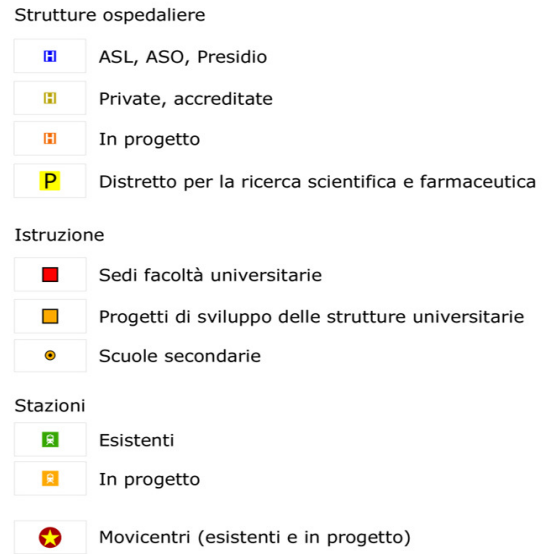 Strutture ospedaliere
H ASL, ASO, Presidio
H Private, accreditate
H In progetto
P Distretto per la ricerca scientifica e farmaceutica
Istruzione
Sedi facoltà universitarie
Progetti di sviluppo delle strutture universitarie
Scuole secondarie
Stazioni
Esistenti
In progetto
Movicentri (esistenti e in progetto)